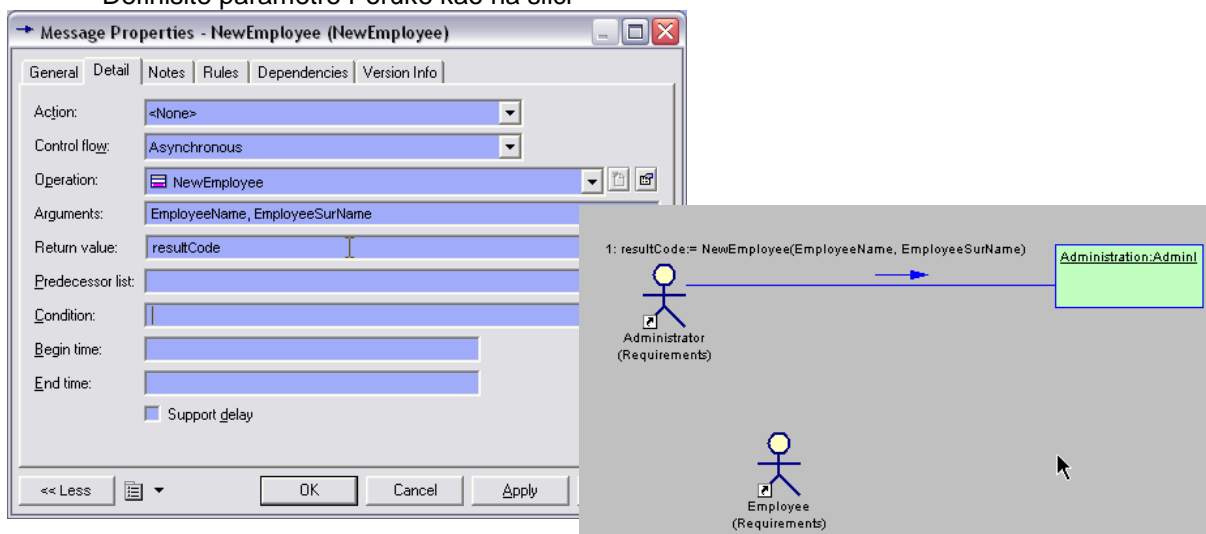 Definišite parametre Poruke kao na slici
Message Properties - NewEmployee (NewEmployee)
General Detail Notes Rules Dependencies Version Info
Action: <None>
Control flow: Asynchronous
Operation: NewEmployee
Arguments: EmployeeName, EmployeeSurName
Return value: resultCode
Predecessor list:
Condition:
Begin time:
End time:
Support delay
<< Less OK Cancel Apply
1: resultCode:= NewEmployee(EmployeeName, EmployeeSurName)
Administration:AdminI
Administrator
(Requirements)
Employee
(Requirements)